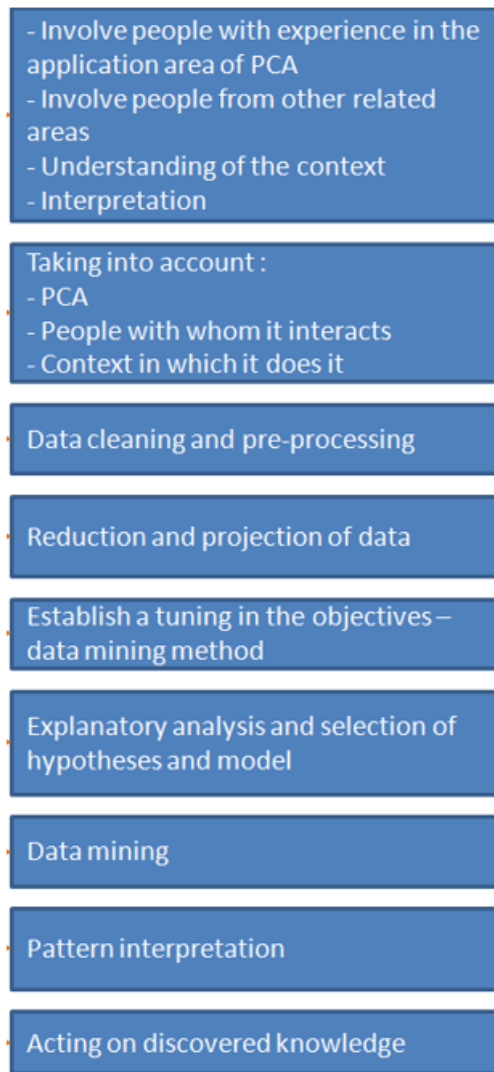 - Involve people with experience in the
application area of PCA
- Involve people from other related
areas
- Understanding of the context
- Interpretation
Taking into account :
- PCA
- People with whom it interacts
- Context in which it does it
Data cleaning and pre-processing
Reduction and projection of data
Establish a tuning in the objectives –
data mining method
Explanatory analysis and selection of
hypotheses and model
Data mining
Pattern interpretation
Acting on discovered knowledge